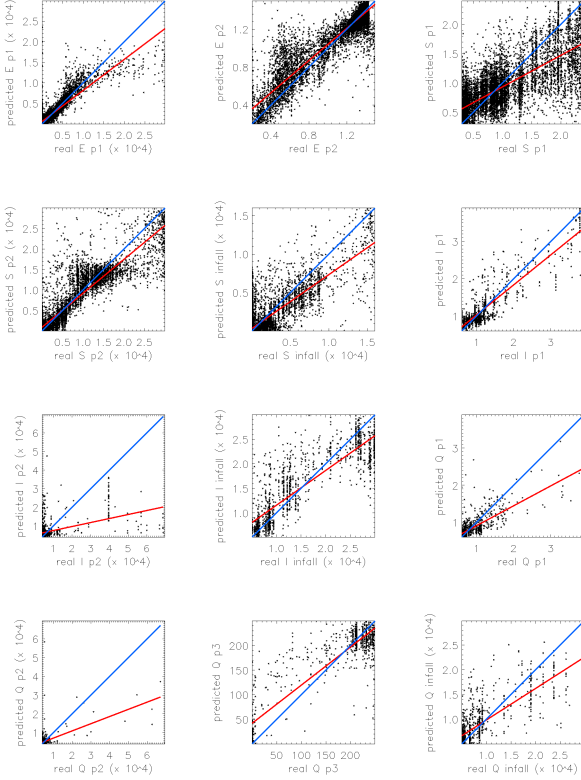 predicted E p1 (x 10^4)
2.5
2.0
1.5
1.0
0.5
0.5 1.0 1.5 2.0 2.5
real E p1 (x 10^4)
predicted E p2
1.2
0.8
0.4
0.4 0.8 1.2
real E p2
predicted S p1
2.0
1.5
1.0
0.5
0.5 1.0 1.5 2.0
real S p1
predicted S p2 (x 10^4)
2.5
2.0
1.5
1.0
0.5
0.5 1.0 1.5 2.0 2.5
real S p2 (x 10^4)
predicted S infall (x 10^4)
1.5
1.0
0.5
0.5 1.0 1.5
real S infall (x 10^4)
predicted I p1
3
2
1
1 2 3
real I p1
predicted I p2 (x 10^4)
6
5
4
3
2
1
1 2 3 4 5 6
real I p2 (x 10^4)
predicted I infall (x 10^4)
2.5
2.0
1.5
1.0
1.0 1.5 2.0 2.5
real I infall (x 10^4)
predicted Q p1
3
2
1
1 2 3
real Q p1
predicted Q p2 (x 10^4)
6
5
4
3
2
1
1 2 3 4 5 6
real Q p2 (x 10^4)
predicted Q p3
200
150
100
50
50 100 150 200
real Q p3
predicted Q infall (x 10^4)
2.5
2.0
1.5
1.0
1.0 1.5 2.0 2.5
real Q infall (x 10^4)